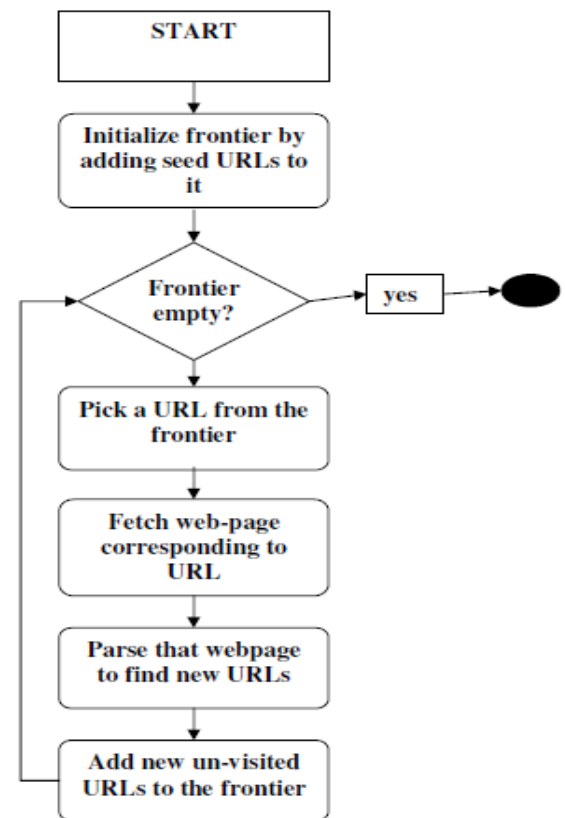 START
Initialize frontier by
adding seed URLs to
it
Frontier
empty?
yes
Pick a URL from the
frontier
Fetch web-page
corresponding to
URL
Parse that webpage
to find new URLs
Add new un-visited
URLs to the frontier